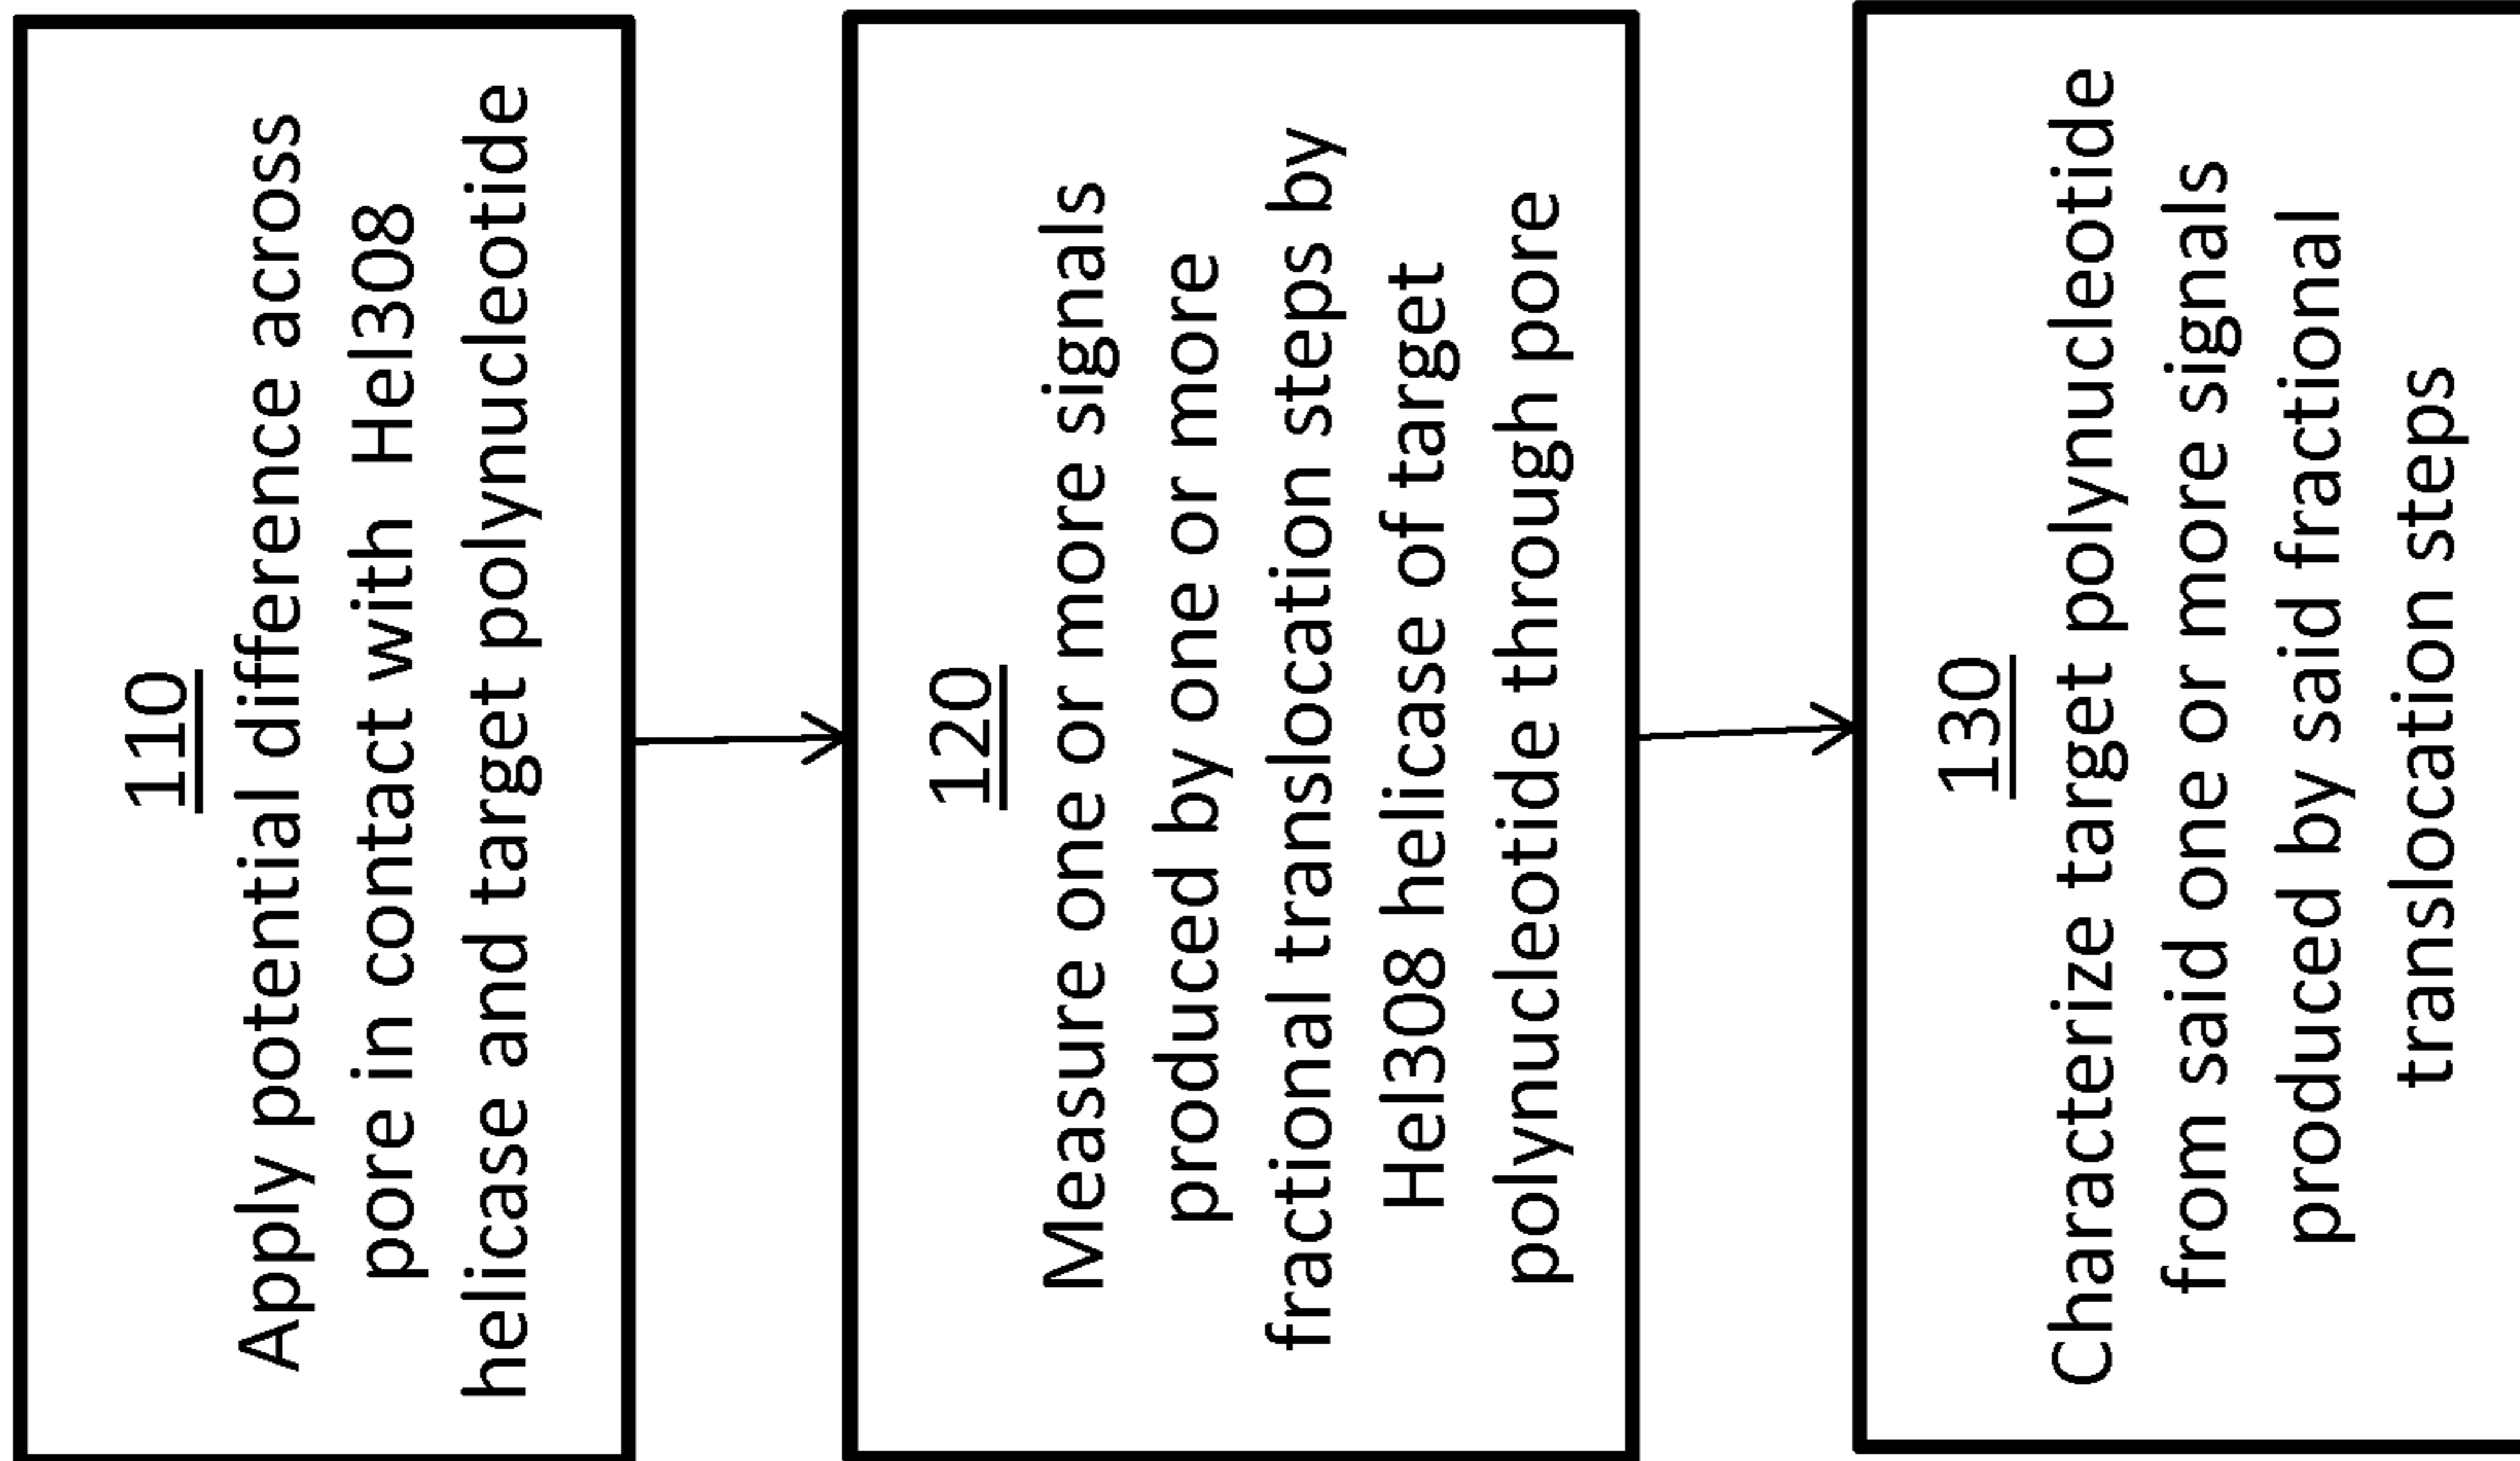 110
Apply potential difference across
pore in contact with Hel308
helicase and target polynucleotide
120
Measure one or more signals
produced by one or more
fractional translocation steps by
Hel308 helicase of target
polynucleotide through pore
130
Characterize target polynucleotide
from said one or more signals
produced by said fractional
translocation steps